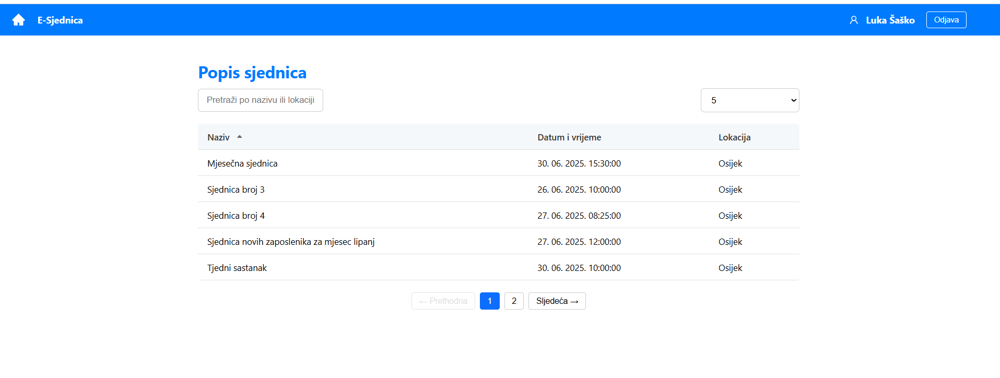 E-Sjednica Luka Šaško Odjava
Popis sjednica
Pretraži po nazivu ili lokaciji 5
Naziv Datum i vrijeme Lokacija
Mjesečna sjednica 30. 06. 2025. 15:30:00 Osijek
Sjednica broj 3 26. 06. 2025. 10:00:00 Osijek
Sjednica broj 4 27. 06. 2025. 08:25:00 Osijek
Sjednica novih zaposlenika za mjesec lipanj 27. 06. 2025. 12:00:00 Osijek
Tjedni sastanak 30. 06. 2025. 10:00:00 Osijek
← Prethodna 1 2 Sljedeća →